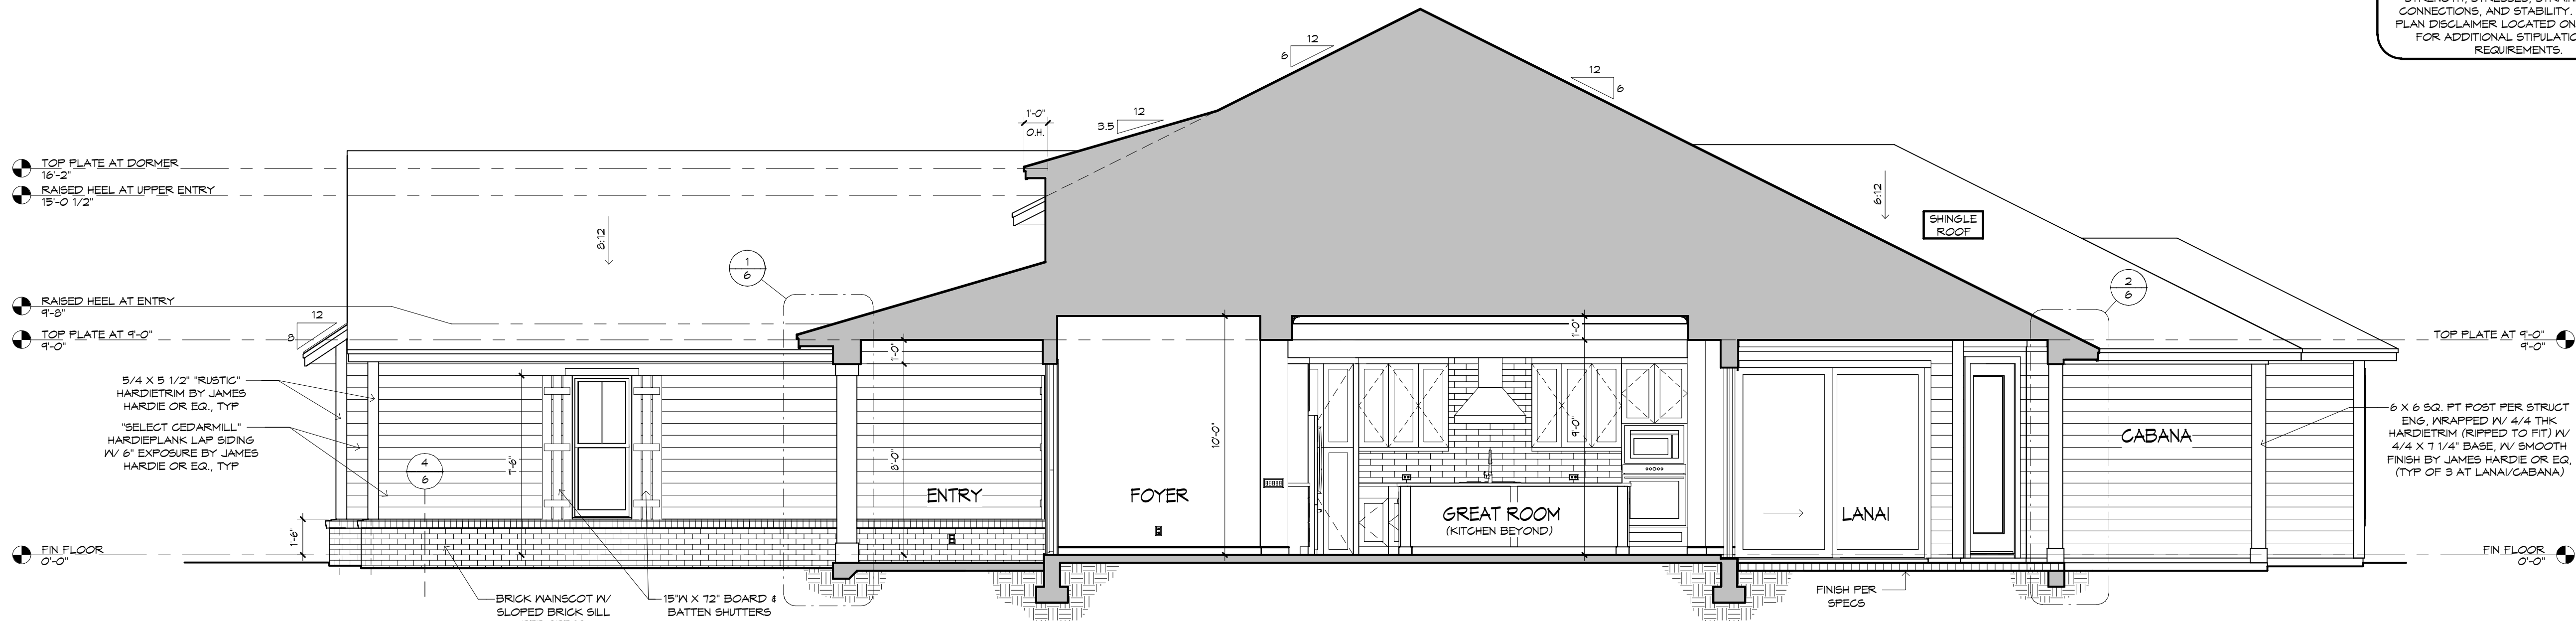 STRENGTH, STRESSES, STRAINS
CONNECTIONS, AND STABILITY.
PLAN DISCLAIMER LOCATED ON
FOR ADDITIONAL
REQUIREMENTS.
12
6
12
6
12
3.5
1'-0"
O.H.
TOP PLATE AT DORMER
16'-2"
RAISED HEEL AT UPPER ENTRY
15'-0 1/2"
8:12
6:12
SHINGLE
ROOF
1
6
2
6
RAISED HEEL AT ENTRY
9'-8"
12
8
TOP PLATE AT 9'-0"
9'-0"
TOP PLATE AT 9'-0"
9'-0"
1'-0"
1'-0"
5/4 X 5 1/2" "RUSTIC"
HARDIETRIM BY JAMES
HARDIE OR EQ., TYP
"SELECT CEDARMILL"
HARDIEPLANK LAP SIDING
W/ 6" EXPOSURE BY JAMES
HARDIE OR EQ., TYP
4
6
7'-6"
8'-0"
10'-0"
9'-0"
1'-6"
ENTRY
FOYER
GREAT ROOM
(KITCHEN BEYOND)
LANAI
CABANA
6 X 6 SQ. PT POST PER STRUCT
ENG, WRAPPED W/ 4/4 THK
HARDIETRIM (RIPPED TO FIT) W/
4/4 X 7 1/4" BASE, W/ SMOOTH
FINISH BY JAMES HARDIE OR EQ,
(TYP OF 3 AT LANAI/CABANA)
FIN FLOOR
0'-0"
FIN FLOOR
0'-0"
BRICK WAINSCOT W/
SLOPED BRICK SILL
15"W X 72" BOARD &
BATTEN SHUTTERS
FINISH PER
SPECS